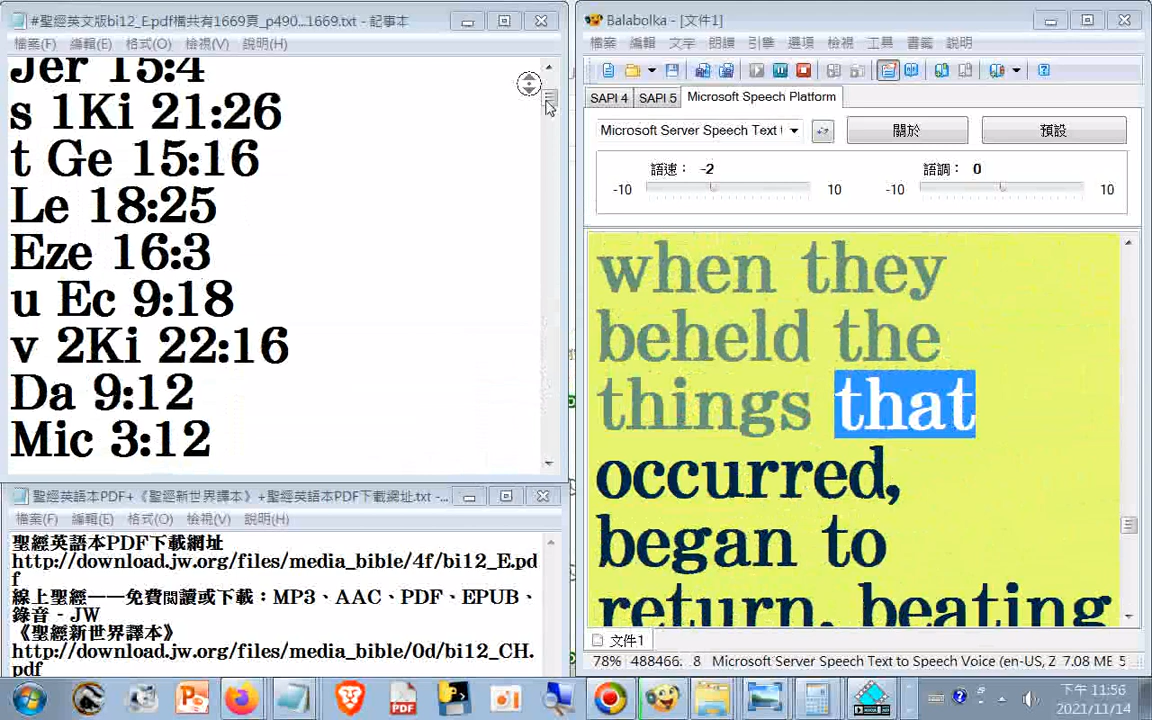 #聖經英文版bi12_E.pdf檔共有1669頁_p490...1669.txt - 記事本
檔案(F) 編輯(E) 格式(O) 檢視(V) 說明(H)
Jer 15:4
s 1Ki 21:26
t Ge 15:16
Le 18:25
Eze 16:3
u Ec 9:18
v 2Ki 22:16
Da 9:12
Mic 3:12
聖經英語本PDF+《聖經新世界譯本》+聖經英語本PDF下載網址.txt -...
檔案(F) 編輯(E) 格式(O) 檢視(V) 說明(H)
聖經英語本PDF下載網址
http://download.jw.org/files/media_bible/4f/bi12_E.pd
f
線上聖經——免費閱讀或下載：MP3、AAC、PDF、EPUB、
錄音 - JW
《聖經新世界譯本》
http://download.jw.org/files/media_bible/0d/bi12_CH.
pdf
Balabolka - [文件1]
檔案 編輯 文字 朗讀 引擎 選項 檢視 工具 書籤 說明
SAPI 4 SAPI 5 Microsoft Speech Platform
Microsoft Server Speech Text 關於 預設
語速： -2 語調： 0
-10 10 -10 10
when they
beheld the
things that
occurred,
began to
return, beating
文件1
78% 488466. 8 Microsoft Server Speech Text to Speech Voice (en-US, Z 7.08 ME 5
PDF
下午 11:56
2021/11/14